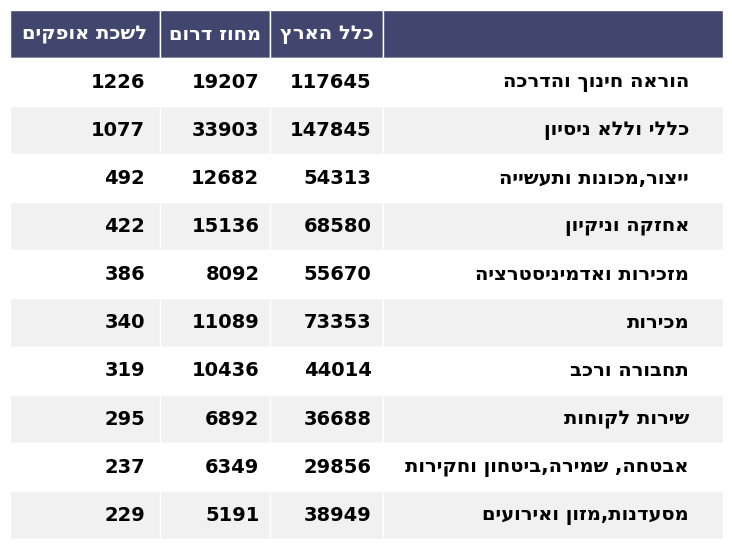 כלל הארץ מחוז דרום לשכת אופקים
הוראה חינוך והדרכה 117645 19207 1226
כללי וללא ניסיון 147845 33903 1077
ייצור,מכונות ותעשייה 54313 12682 492
אחזקה וניקיון 68580 15136 422
מזכירות ואדמיניסטרציה 55670 8092 386
מכירות 73353 11089 340
תחבורה ורכב 44014 10436 319
שירות לקוחות 36688 6892 295
אבטחה, שמירה,ביטחון וחקירות 29856 6349 237
מסעדנות,מזון ואירועים 38949 5191 229